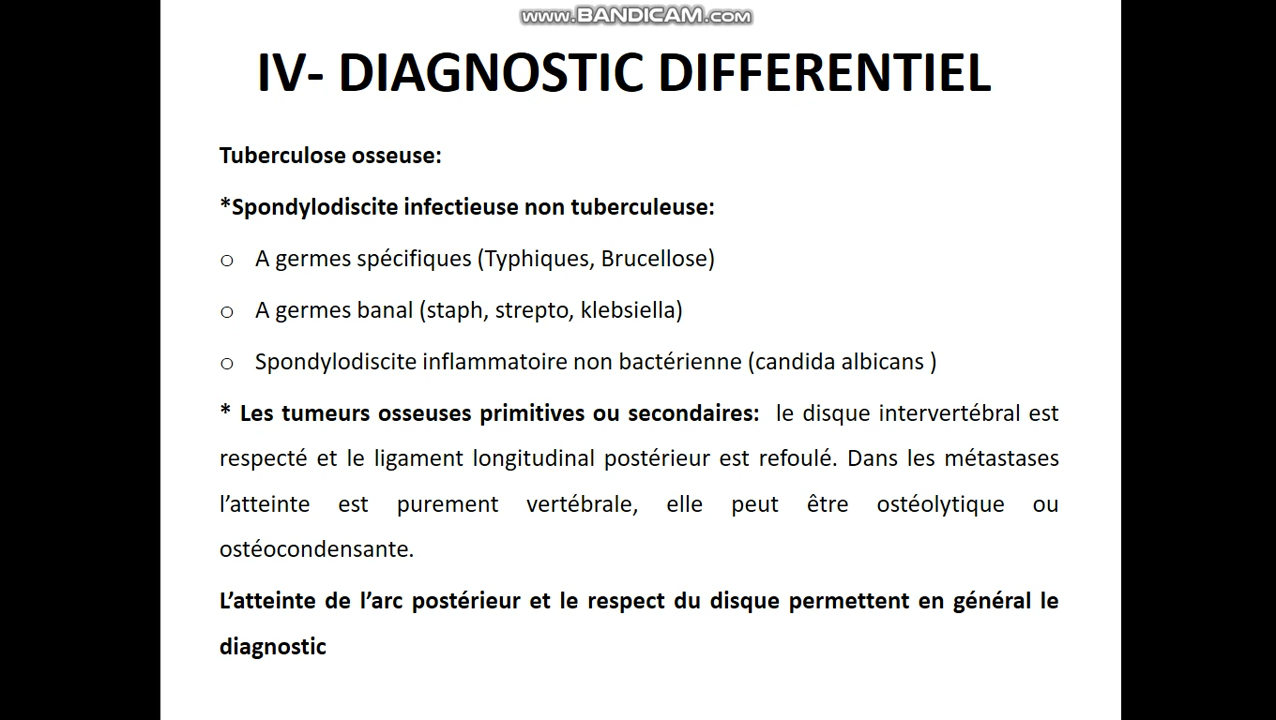 www.BANDICAM.com
IV- DIAGNOSTIC DIFFERENTIEL
Tuberculose osseuse:
*Spondylodiscite infectieuse non tuberculeuse:
o A germes spécifiques (Typhiques, Brucellose)
o A germes banal (staph, strepto, klebsiella)
o Spondylodiscite inflammatoire non bactérienne (candida albicans )
* Les tumeurs osseuses primitives ou secondaires: le disque intervertébral est
respecté et le ligament longitudinal postérieur est refoulé. Dans les métastases
l’atteinte est purement vertébrale, elle peut être ostéolytique ou
ostéocondensante.
L’atteinte de l’arc postérieur et le respect du disque permettent en général le
diagnostic